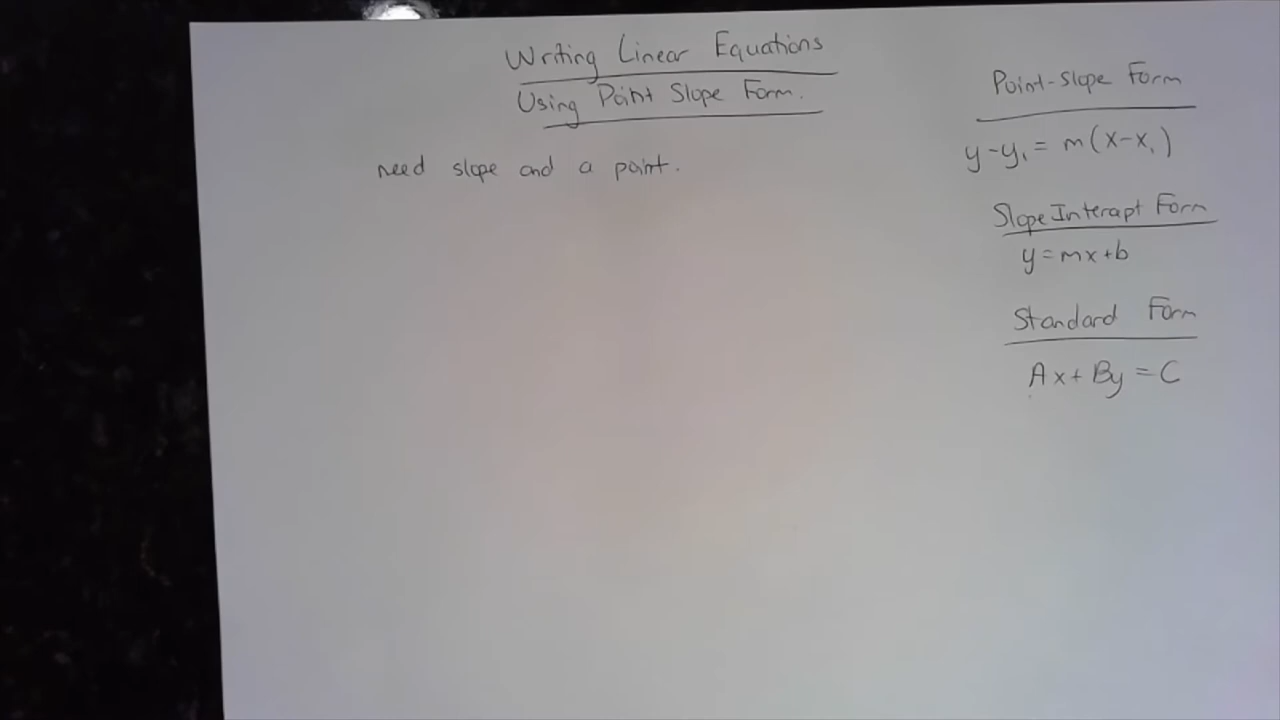 Writing Linear Equations
Using Point Slope Form.
need slope and a point.
Point-Slope Form
y-y₁ = m(x-x₁)
Slope Intercpt Form
y=mx+b
Standard Form
Ax+By=C